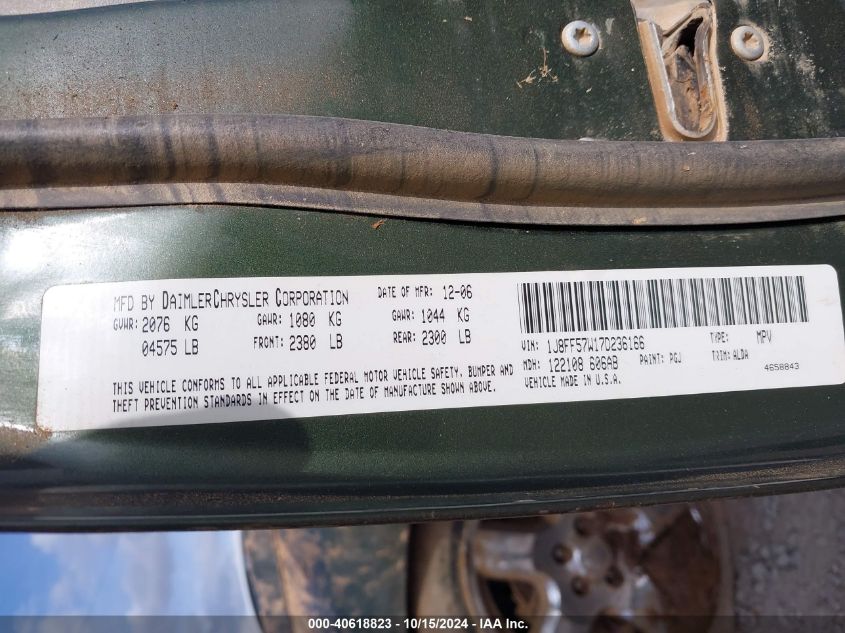 MFD BY DAIMLERCHRYSLER CORPORATION DATE OF MFR: 12-06
GVWR: 2076 KG GAWR: 1080 KG GAWR: 1044 KG
04575 LB FRONT: 2380 LB REAR: 2300 LB
THIS VEHICLE CONFORMS TO ALL APPLICABLE FEDERAL MOTOR VEHICLE SAFETY, BUMPER AND
THEFT PREVENTION STANDARDS IN EFFECT ON THE DATE OF MANUFACTURE SHOWN ABOVE.
VIN: 1J8FF57W17D236186 TYPE: MPV
MDH: 122108 606AB PAINT: PGJ TRIM: ALDA
VEHICLE MADE IN U.S.A. 4658843
000-40618823 - 10/15/2024 - IAA Inc.